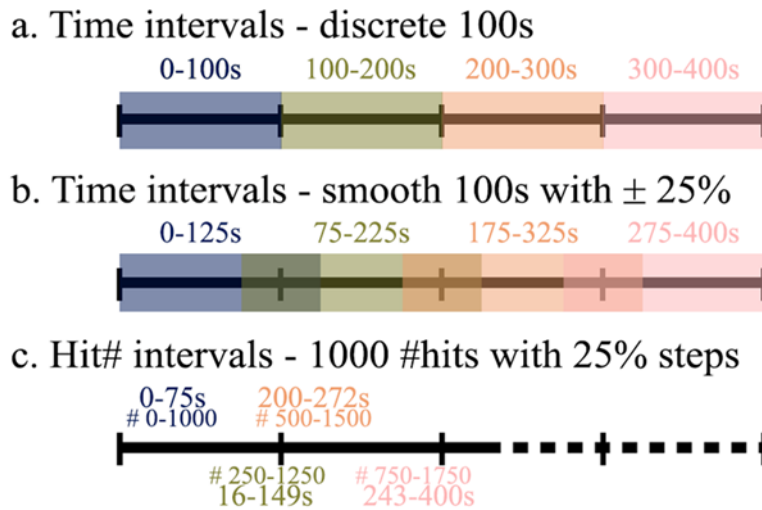 a. Time intervals - discrete 100s
0-100s 100-200s 200-300s 300-400s
b. Time intervals - smooth 100s with ± 25%
0-125s 75-225s 175-325s 275-400s
c. Hit# intervals - 1000 #hits with 25% steps
0-75s 200-272s
# 0-1000 # 500-1500
# 250-1250 # 750-1750
16-149s 243-400s